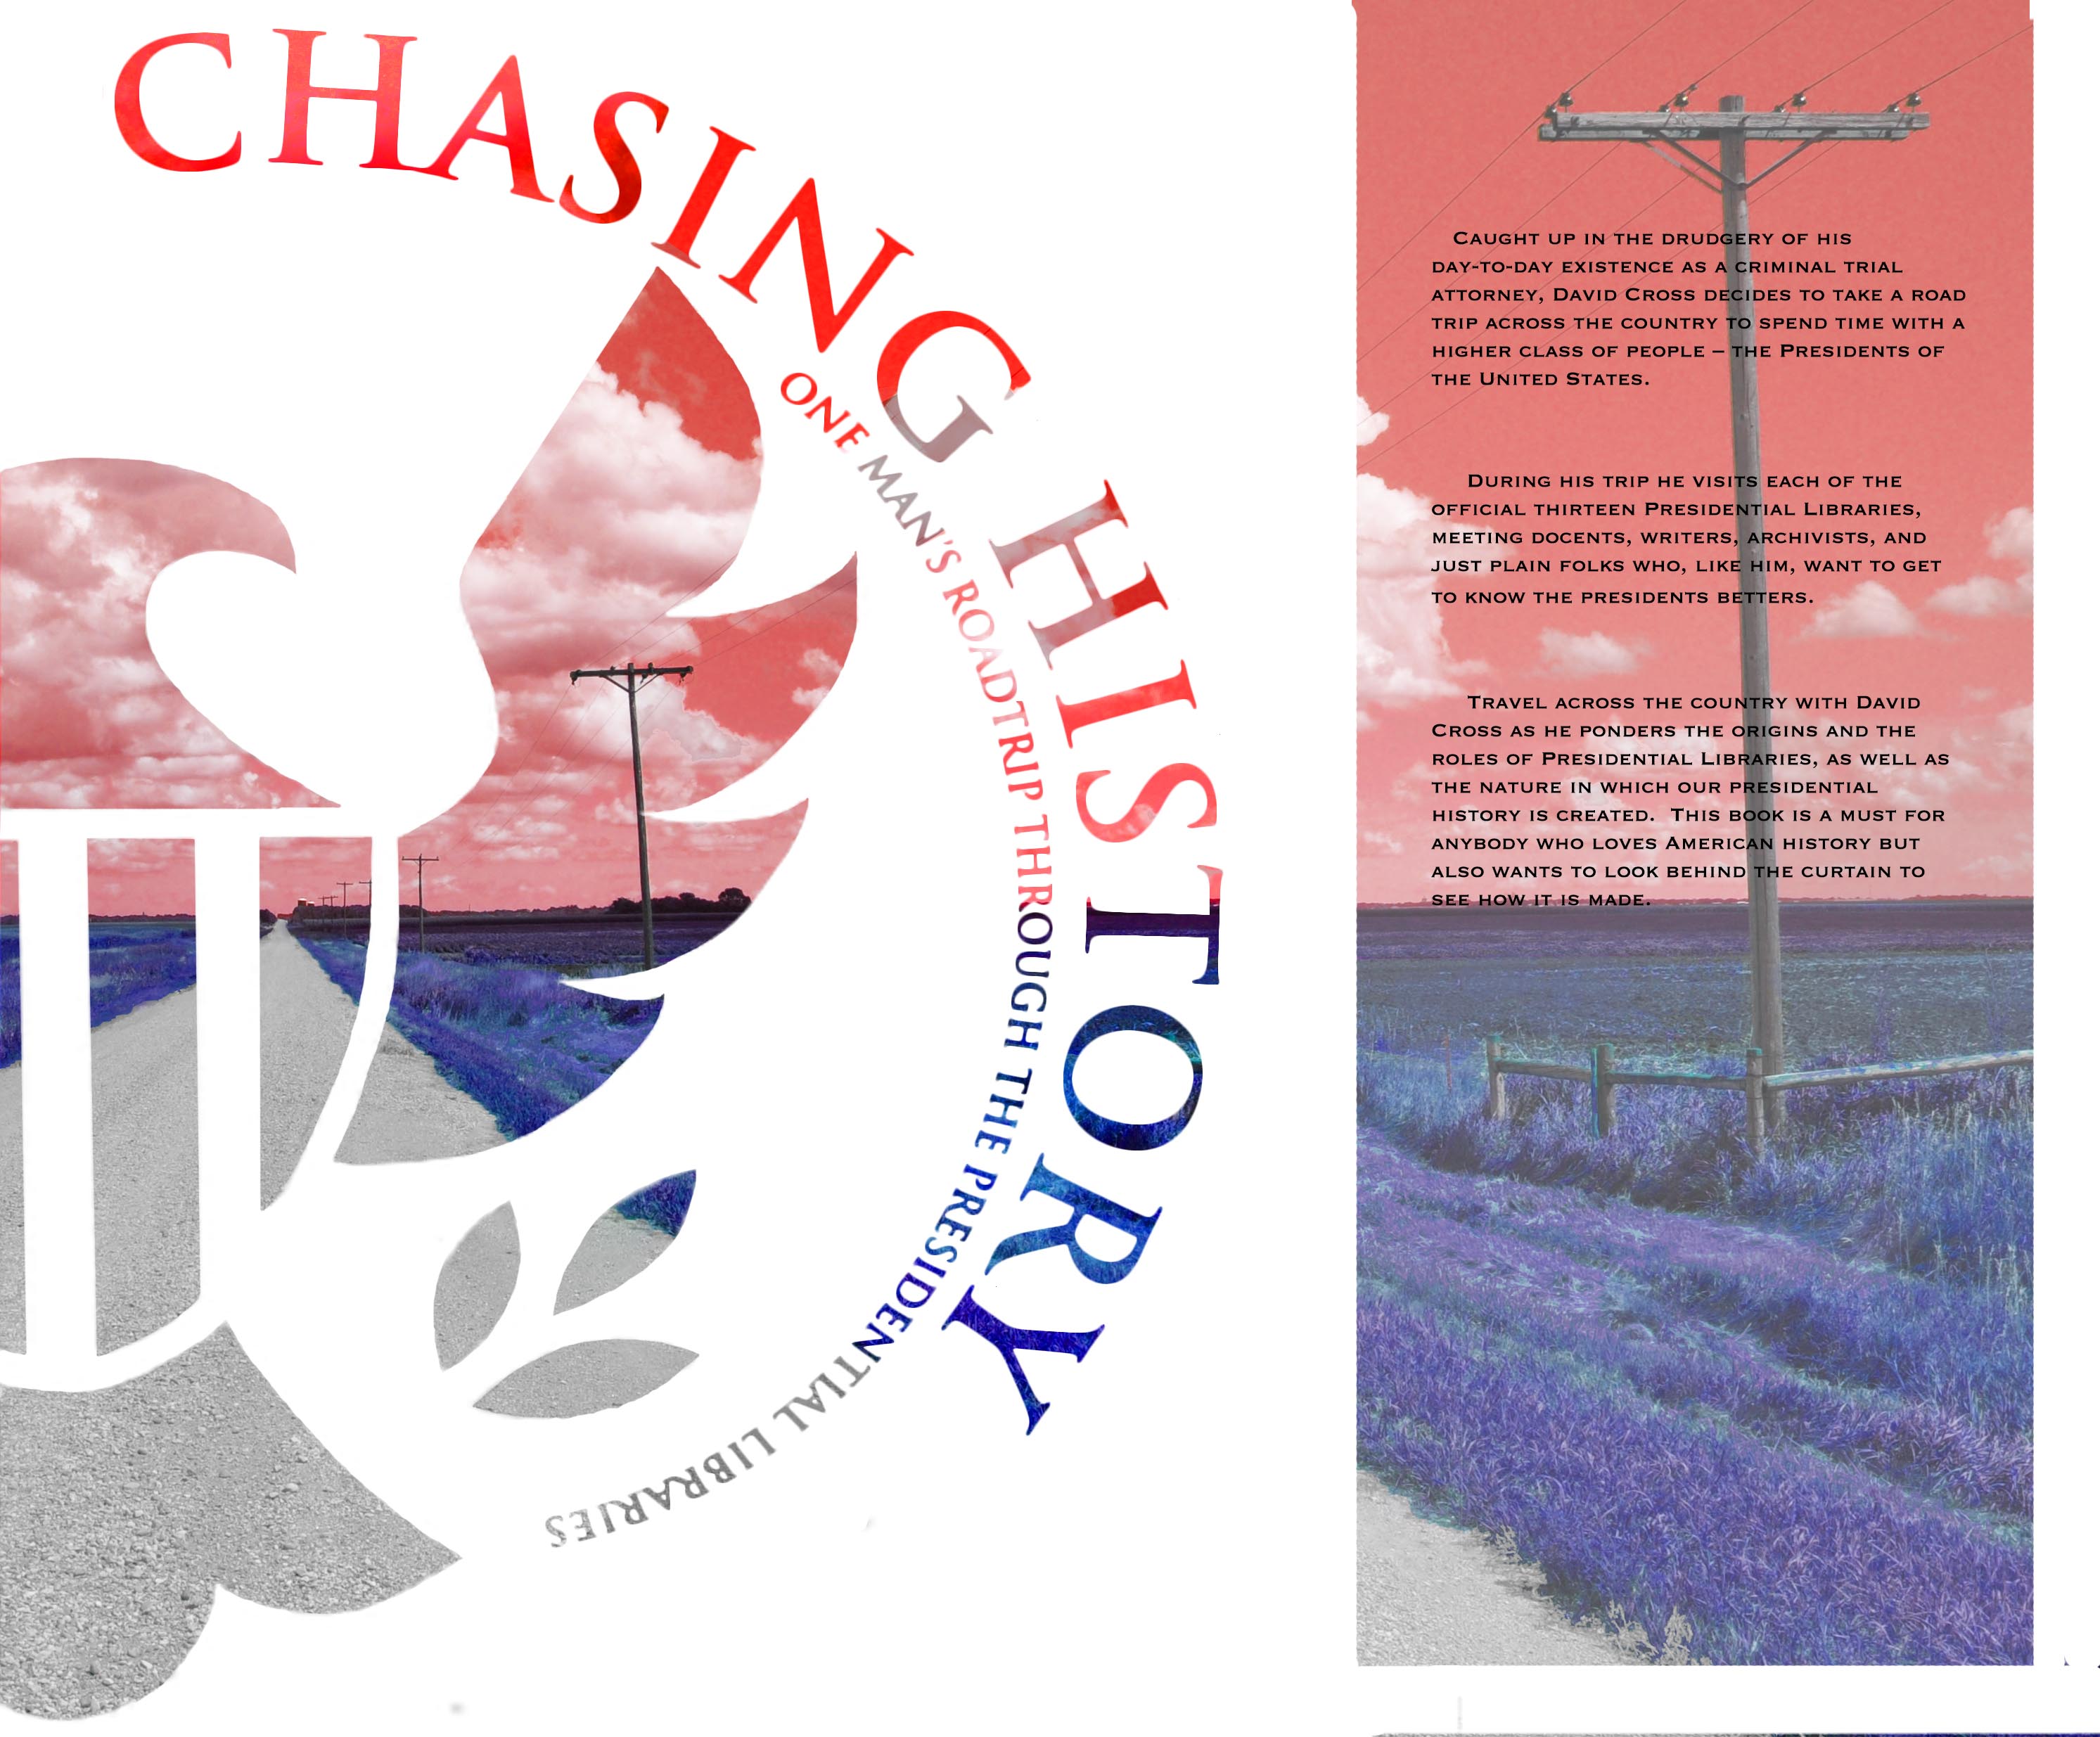 CHASING HISTORY
ONE MAN'S ROADTRIP THROUGH THE PRESIDENTIAL LIBRARIES
Caught up in the drudgery of his
day-to-day existence as a criminal trial
attorney, David Cross decides to take a road
trip across the country to spend time with a
higher class of people – the Presidents of
the United States.
During his trip he visits each of the
official thirteen Presidential Libraries,
meeting docents, writers, archivists, and
just plain folks who, like him, want to get
to know the presidents betters.
Travel across the country with David
Cross as he ponders the origins and the
roles of Presidential Libraries, as well as
the nature in which our presidential
history is created. This book is a must for
anybody who loves American history but
also wants to look behind the curtain to
see how it is made.